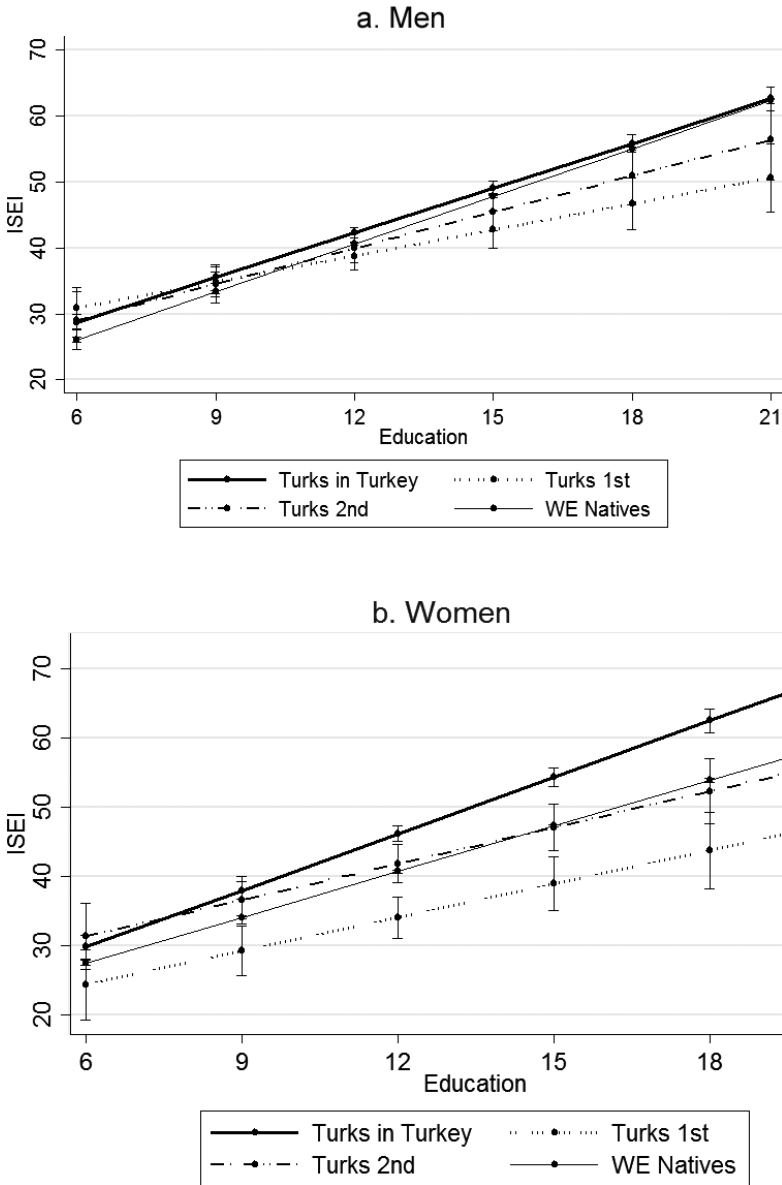 a. Men
70
60
50
40
30
20
ISEI
6 9 12 15 18 21
Education
Turks in Turkey Turks 1st
Turks 2nd WE Natives
b. Women
70
60
50
40
30
20
ISEI
6 9 12 15 18
Education
Turks in Turkey Turks 1st
Turks 2nd WE Natives